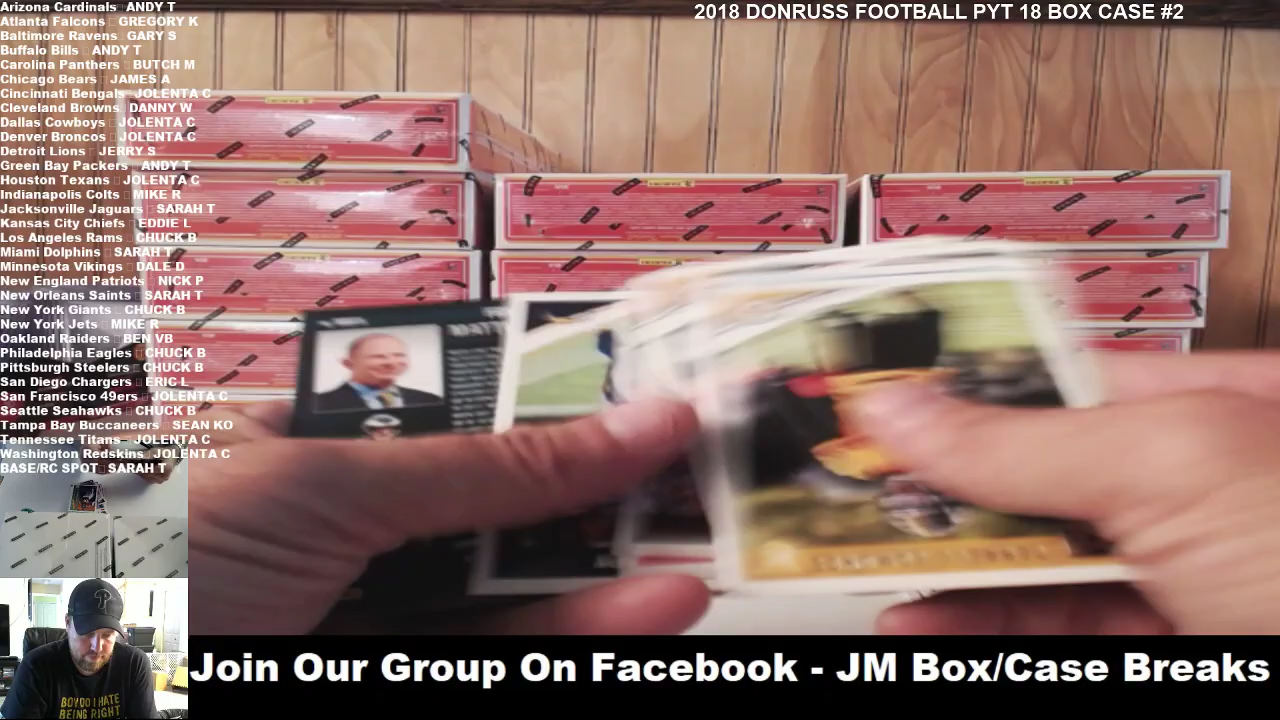 2018 DONRUSS FOOTBALL PYT 18 BOX CASE #2
Arizona Cardinals ANDY T
Atlanta Falcons GREGORY K
Baltimore Ravens GARY S
Buffalo Bills ANDY T
Carolina Panthers BUTCH M
Chicago Bears JAMES A
Cincinnati Bengals JOLENTA C
Cleveland Browns DANNY W
Dallas Cowboys JOLENTA C
Denver Broncos JOLENTA C
Detroit Lions JERRY S
Green Bay Packers ANDY T
Houston Texans JOLENTA C
Indianapolis Colts MIKE R
Jacksonville Jaguars SARAH T
Kansas City Chiefs EDDIE L
Los Angeles Rams CHUCK B
Miami Dolphins SARAH T
Minnesota Vikings DALE D
New England Patriots NICK P
New Orleans Saints SARAH T
New York Giants CHUCK B
New York Jets MIKE R
Oakland Raiders BEN VB
Philadelphia Eagles CHUCK B
Pittsburgh Steelers CHUCK B
San Diego Chargers ERIC L
San Francisco 49ers JOLENTA C
Seattle Seahawks CHUCK B
Tampa Bay Buccaneers SEAN KO
Tennessee Titans JOLENTA C
Washington Redskins JOLENTA C
BASE/RC SPOT SARAH T
MATT
BOY DO I HATE
BEING RIGHT
Join Our Group On Facebook - JM Box/Case Breaks